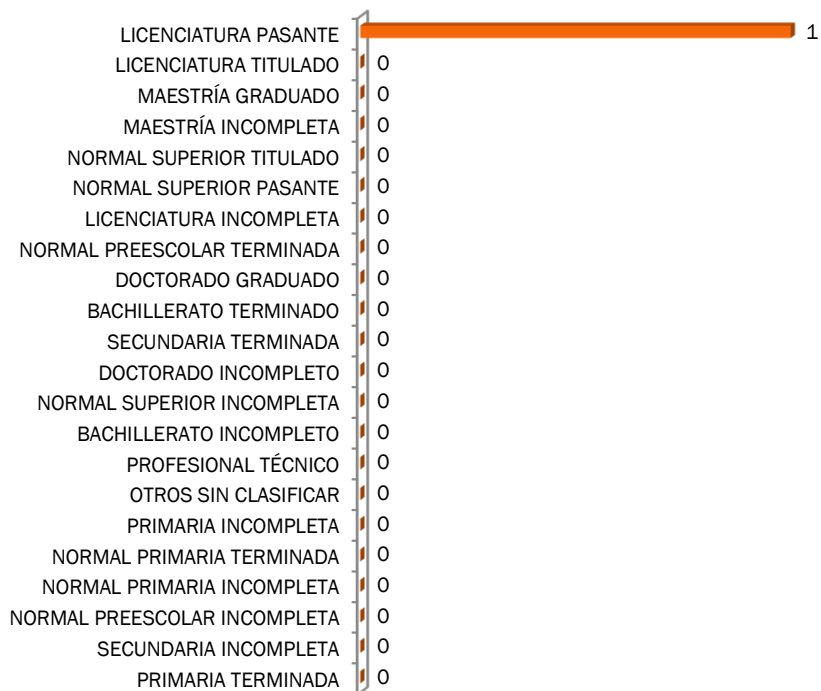 LICENCIATURA PASANTE 1
LICENCIATURA TITULADO 0
MAESTRÍA GRADUADO 0
MAESTRÍA INCOMPLETA 0
NORMAL SUPERIOR TITULADO 0
NORMAL SUPERIOR PASANTE 0
LICENCIATURA INCOMPLETA 0
NORMAL PREESCOLAR TERMINADA 0
DOCTORADO GRADUADO 0
BACHILLERATO TERMINADO 0
SECUNDARIA TERMINADA 0
DOCTORADO INCOMPLETO 0
NORMAL SUPERIOR INCOMPLETA 0
BACHILLERATO INCOMPLETO 0
PROFESIONAL TÉCNICO 0
OTROS SIN CLASIFICAR 0
PRIMARIA INCOMPLETA 0
NORMAL PRIMARIA TERMINADA 0
NORMAL PRIMARIA INCOMPLETA 0
NORMAL PREESCOLAR INCOMPLETA 0
SECUNDARIA INCOMPLETA 0
PRIMARIA TERMINADA 0